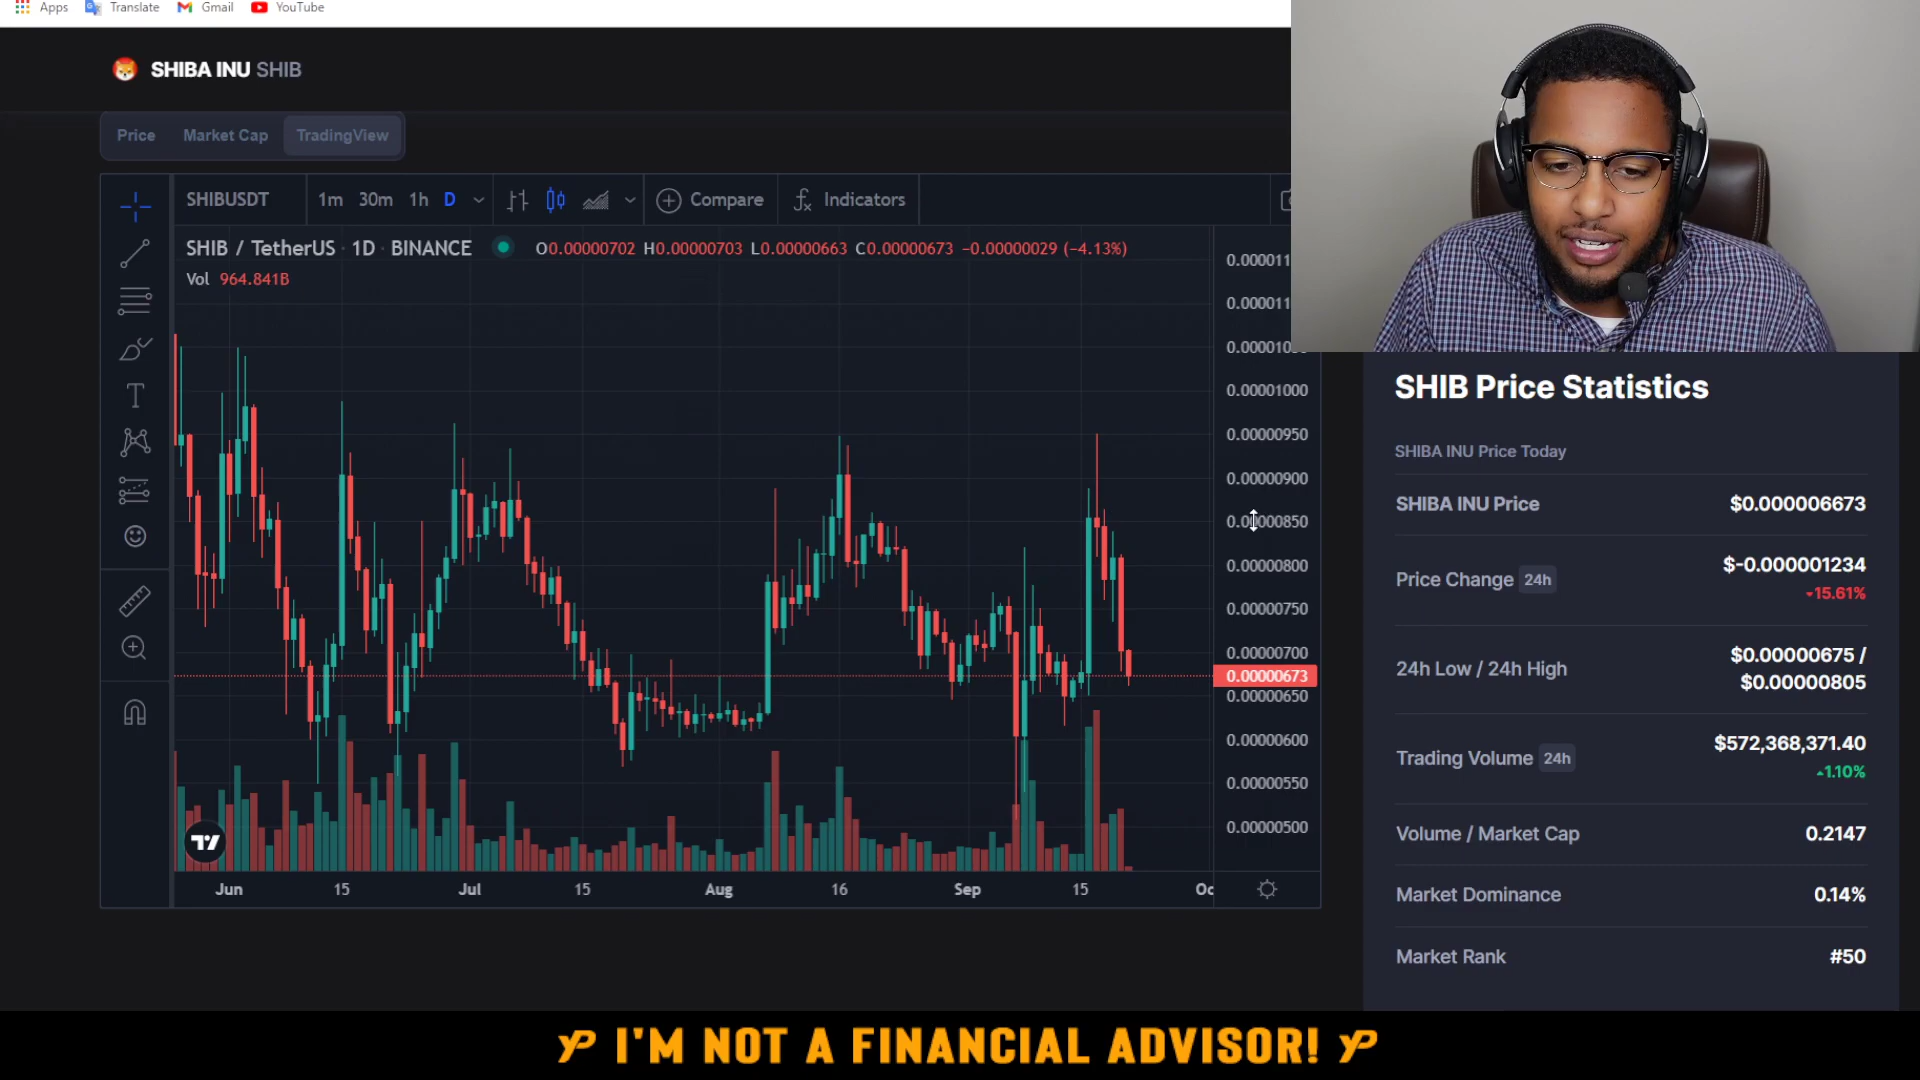 Apps Translate Gmail YouTube
SHIBA INU SHIB
Price Market Cap TradingView
SHIBUSDT 1m 30m 1h D Compare Indicators
SHIB / TetherUS · 1D · BINANCE O0.00000702 H0.00000703 L0.00000663 C0.00000673 −0.00000029 (−4.13%)
Vol 964.841B
0.00001000
0.00000950
0.00000900
0.00000850
0.00000800
0.00000750
0.00000700
0.00000673
0.00000650
0.00000600
0.00000550
0.00000500
Jun 15 Jul 15 Aug 16 Sep 15
SHIB Price Statistics
SHIBA INU Price Today
SHIBA INU Price $0.000006673
Price Change 24h $-0.000001234
15.61%
24h Low / 24h High $0.00000675 /
$0.00000805
Trading Volume 24h $572,368,371.40
1.10%
Volume / Market Cap 0.2147
Market Dominance 0.14%
Market Rank #50
I'M NOT A FINANCIAL ADVISOR!